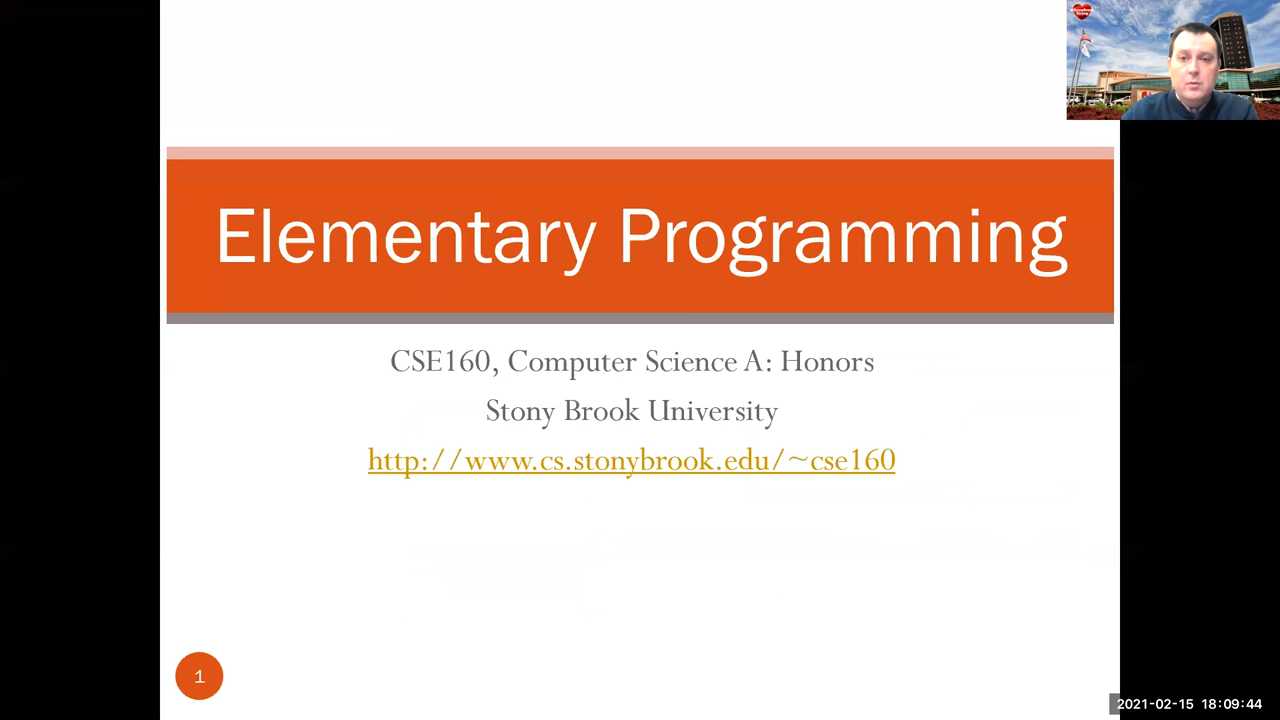 Elementary Programming
CSE160, Computer Science A: Honors
Stony Brook University
http://www.cs.stonybrook.edu/~cse160
1
2021-02-15 18:09:44